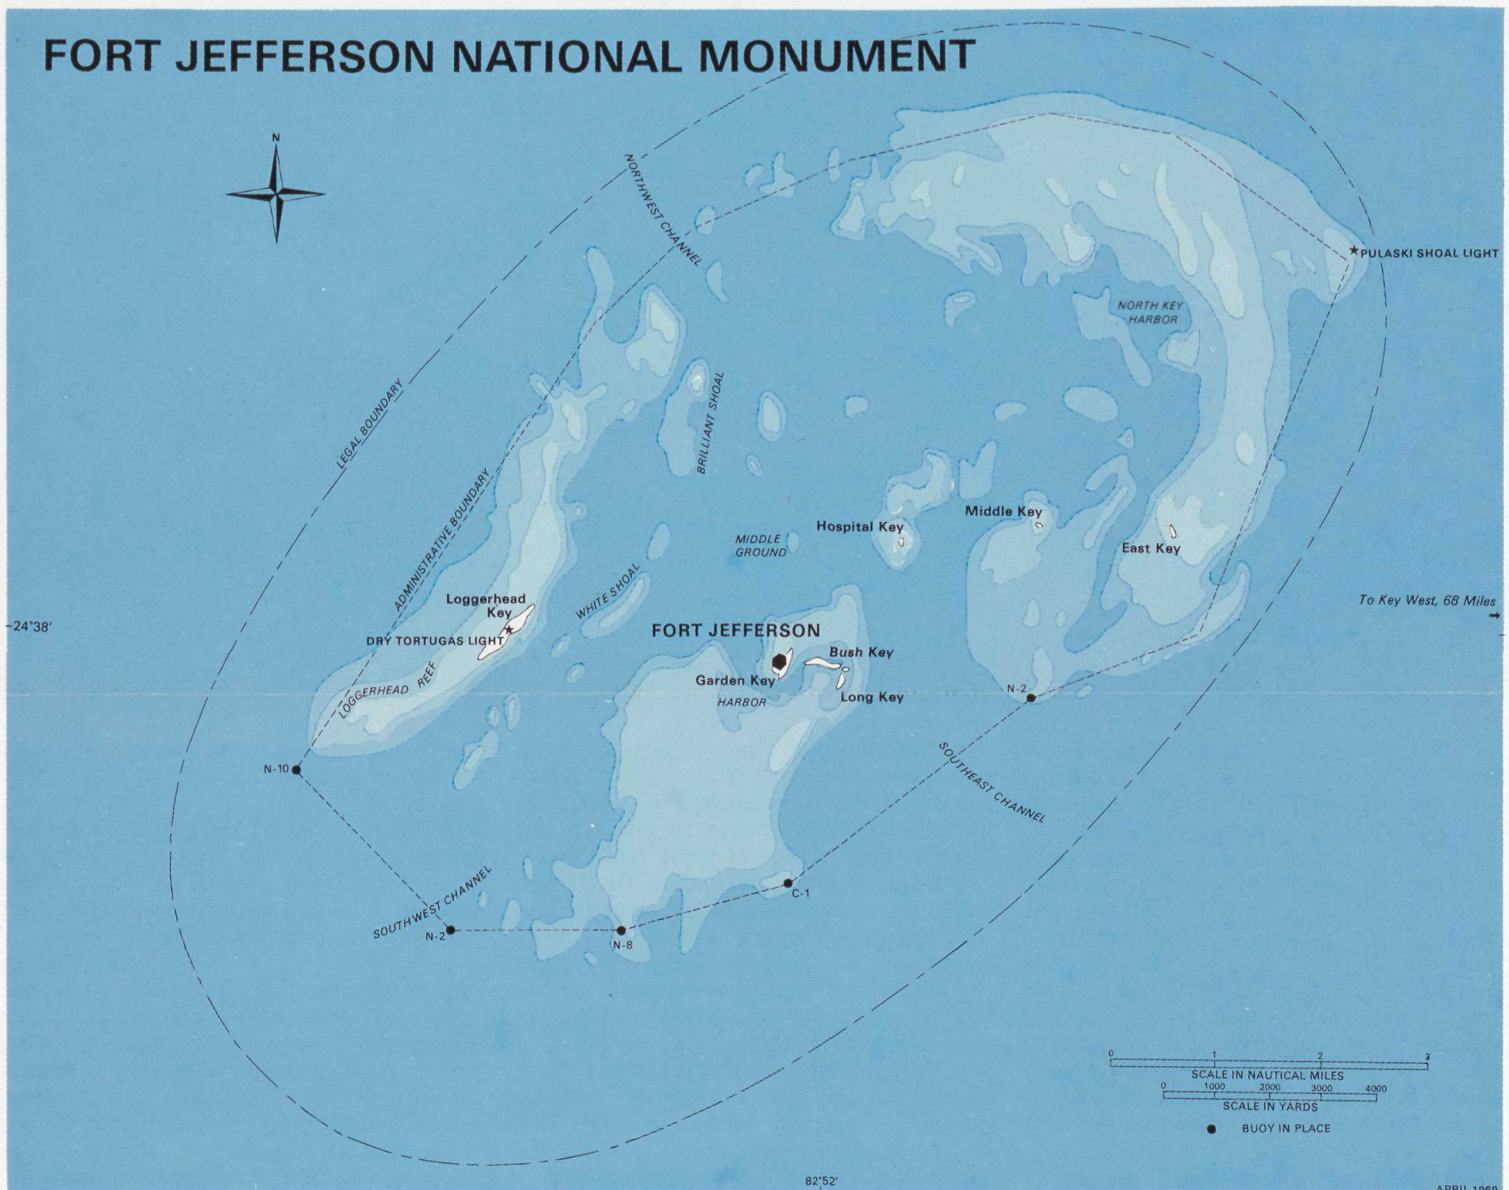 FORT JEFFERSON NATIONAL MONUMENT
N
NORTHWEST CHANNEL
PULASKI SHOAL LIGHT
NORTH KEY
HARBOR
LEGAL BOUNDARY
BRILLIANT SHOAL
ADMINISTRATIVE BOUNDARY
Middle Key
Hospital Key
MIDDLE
GROUND
East Key
WHITE SHOAL
Loggerhead
Key
To Key West, 68 Miles
24°38'
FORT JEFFERSON
DRY TORTUGAS LIGHT
Bush Key
LOGGERHEAD REEF
Garden Key
N-2
Long Key
HARBOR
SOUTHEAST CHANNEL
N-10
SOUTHWEST CHANNEL
C-1
N-2
N-8
0 1 2 3
SCALE IN NAUTICAL MILES
0 1000 2000 3000 4000
SCALE IN YARDS
BUOY IN PLACE
82°52'